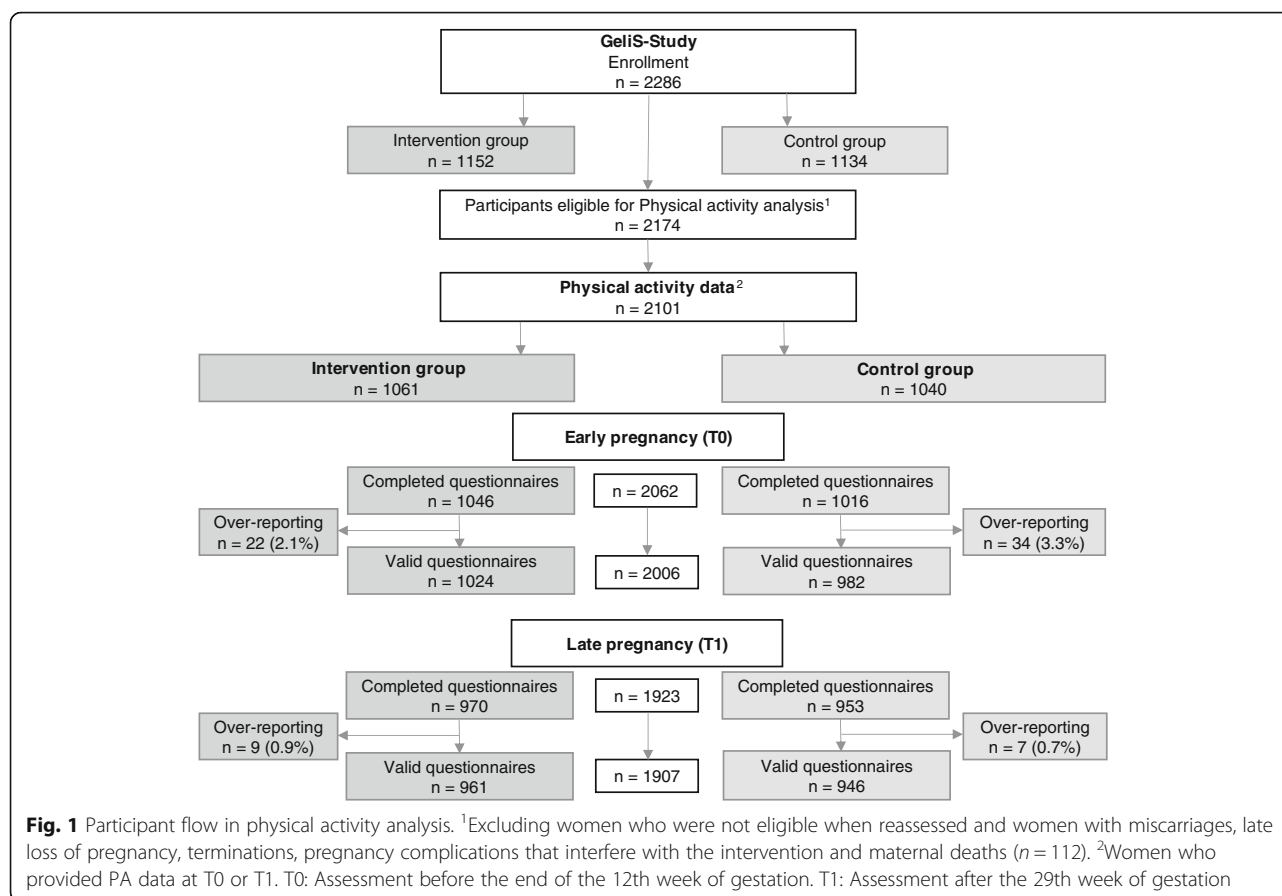 GeliS-Study
Enrollment
n = 2286
Intervention group
n = 1152
Control group
n = 1134
Participants eligible for Physical activity analysis¹
n = 2174
Physical activity data²
n = 2101
Intervention group
n = 1061
Control group
n = 1040
Early pregnancy (T0)
Completed questionnaires
n = 1046
n = 2062
Completed questionnaires
n = 1016
Over-reporting
n = 22 (2.1%)
Over-reporting
n = 34 (3.3%)
Valid questionnaires
n = 1024
n = 2006
Valid questionnaires
n = 982
Late pregnancy (T1)
Completed questionnaires
n = 970
n = 1923
Completed questionnaires
n = 953
Over-reporting
n = 9 (0.9%)
Over-reporting
n = 7 (0.7%)
Valid questionnaires
n = 961
n = 1907
Valid questionnaires
n = 946
Fig. 1 Participant flow in physical activity analysis. ¹Excluding women who were not eligible when reassessed and women with miscarriages, late
loss of pregnancy, terminations, pregnancy complications that interfere with the intervention and maternal deaths (n = 112). ²Women who
provided PA data at T0 or T1. T0: Assessment before the end of the 12th week of gestation. T1: Assessment after the 29th week of gestation